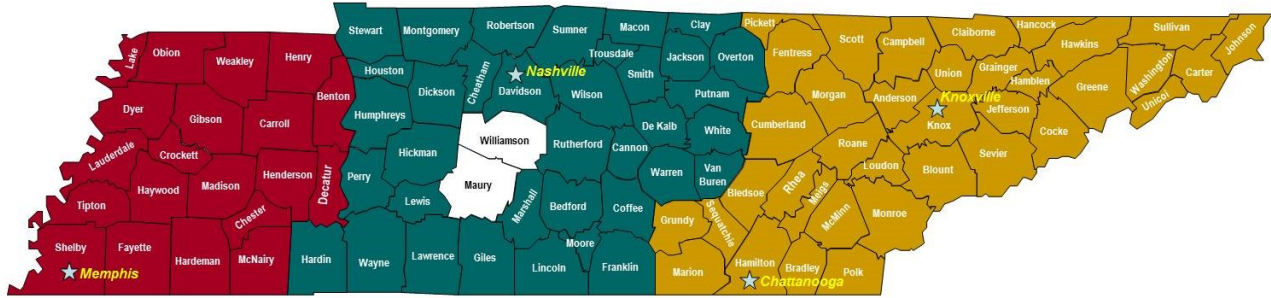 Stewart
Montgomery
Robertson
Sumner
Macon
Clay
Pickett
Fentress
Scott
Campbell
Claiborne
Hancock
Hawkins
Sullivan
Johnson
Lake
Obion
Weakley
Henry
Houston
Dickson
Cheatham
Nashville
Davidson
Trousdale
Wilson
Smith
Jackson
Overton
Putnam
Morgan
Anderson
Union
Grainger
Hamblen
Knoxville
Jefferson
Greene
Washington
Carter
Unicoi
Dyer
Gibson
Carroll
Benton
Humphreys
Hickman
Williamson
Rutherford
Cannon
De Kalb
White
Cumberland
Roane
Knox
Loudon
Blount
Sevier
Cocke
Lauderdale
Crockett
Haywood
Madison
Henderson
Decatur
Perry
Lewis
Maury
Marshall
Bedford
Coffee
Warren
Van
Buren
Bledsoe
Rhea
Meigs
McMinn
Monroe
Tipton
Chester
Grundy
Sequatchie
Shelby
Fayette
Hardeman
McNairy
Hardin
Wayne
Lawrence
Giles
Lincoln
Moore
Franklin
Marion
Hamilton
Bradley
Polk
Memphis
Chattanooga